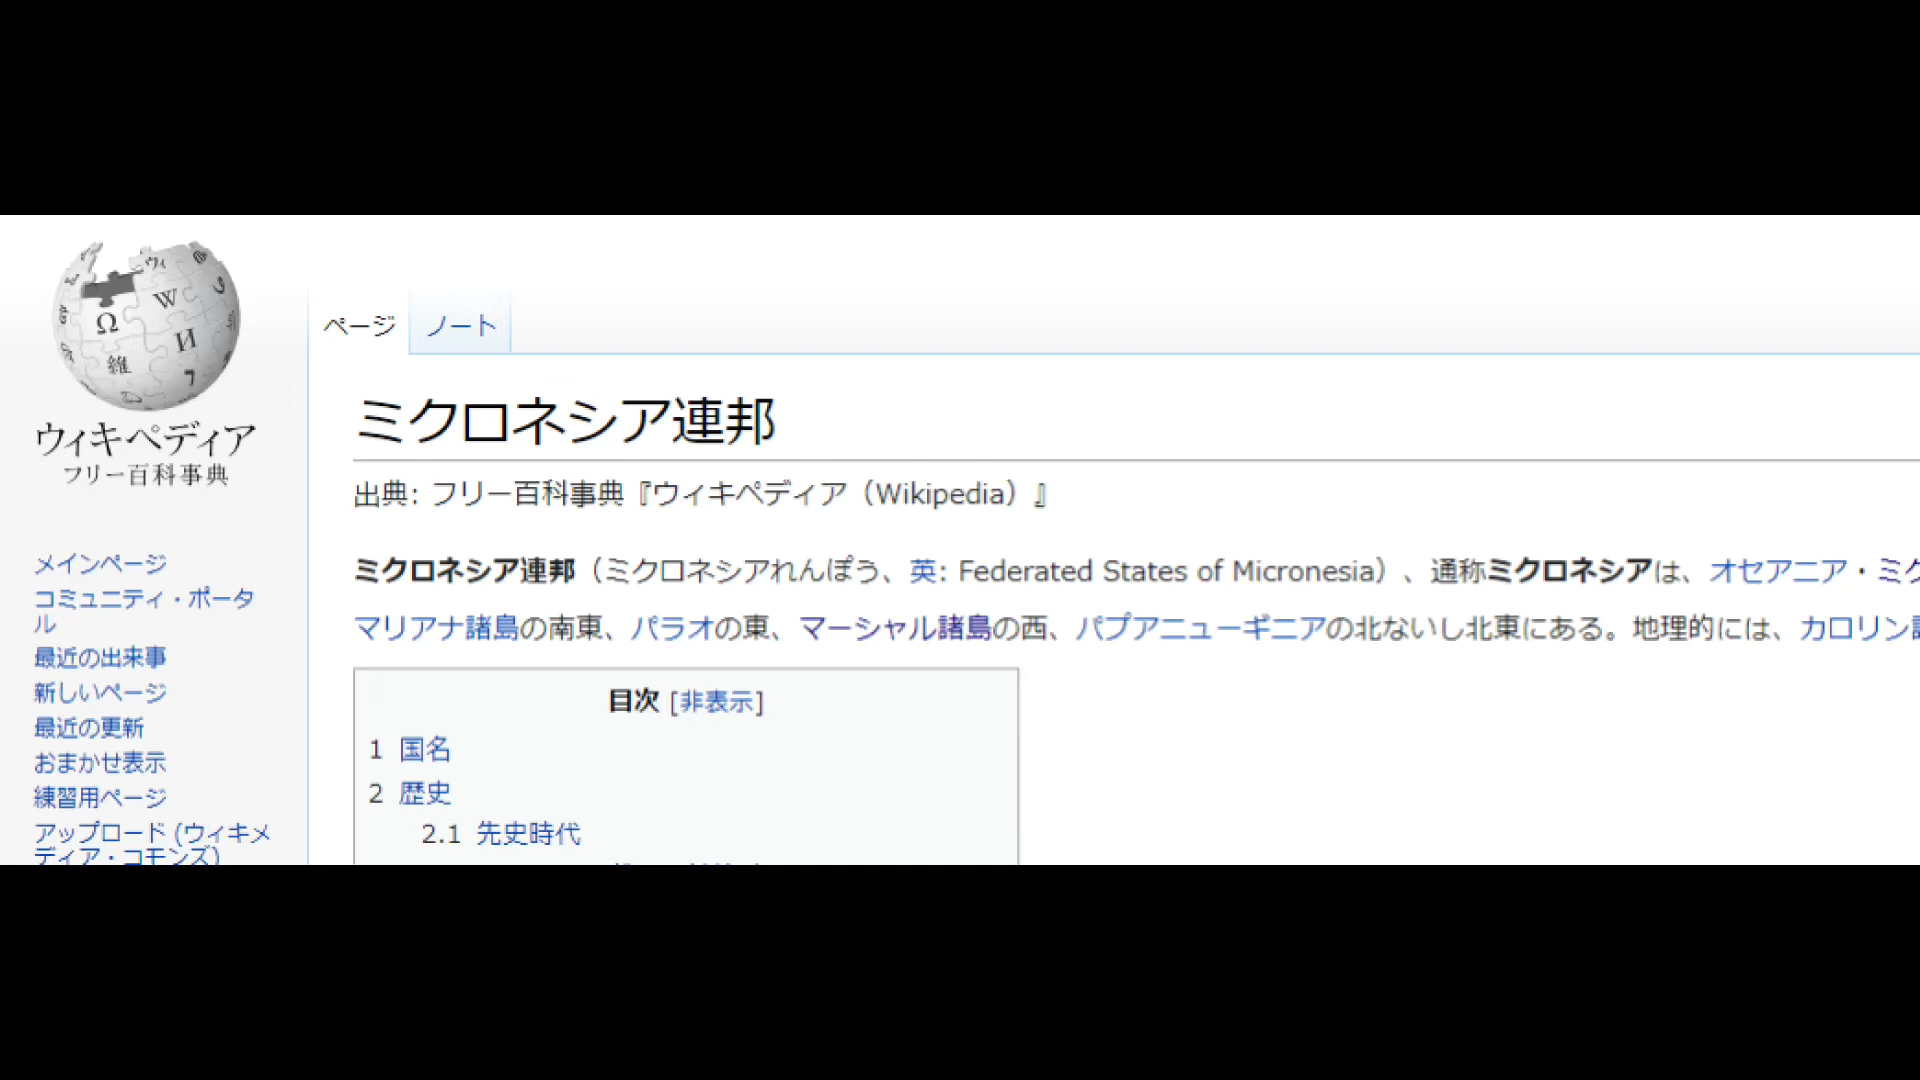 ウィキペディア
フリー百科事典
メインページ
コミュニティ・ポータ
ル
最近の出来事
新しいページ
最近の更新
おまかせ表示
練習用ページ
アップロード (ウィキメ
ディア・コモンズ)
ページ ノート
ミクロネシア連邦
出典: フリー百科事典『ウィキペディア（Wikipedia）』
ミクロネシア連邦（ミクロネシアれんぽう、英: Federated States of Micronesia）、通称ミクロネシアは、オセアニア・ミク
マリアナ諸島の南東、パラオの東、マーシャル諸島の西、パプアニューギニアの北ないし北東にある。地理的には、カロリン
目次 [非表示]
1 国名
2 歴史
2.1 先史時代